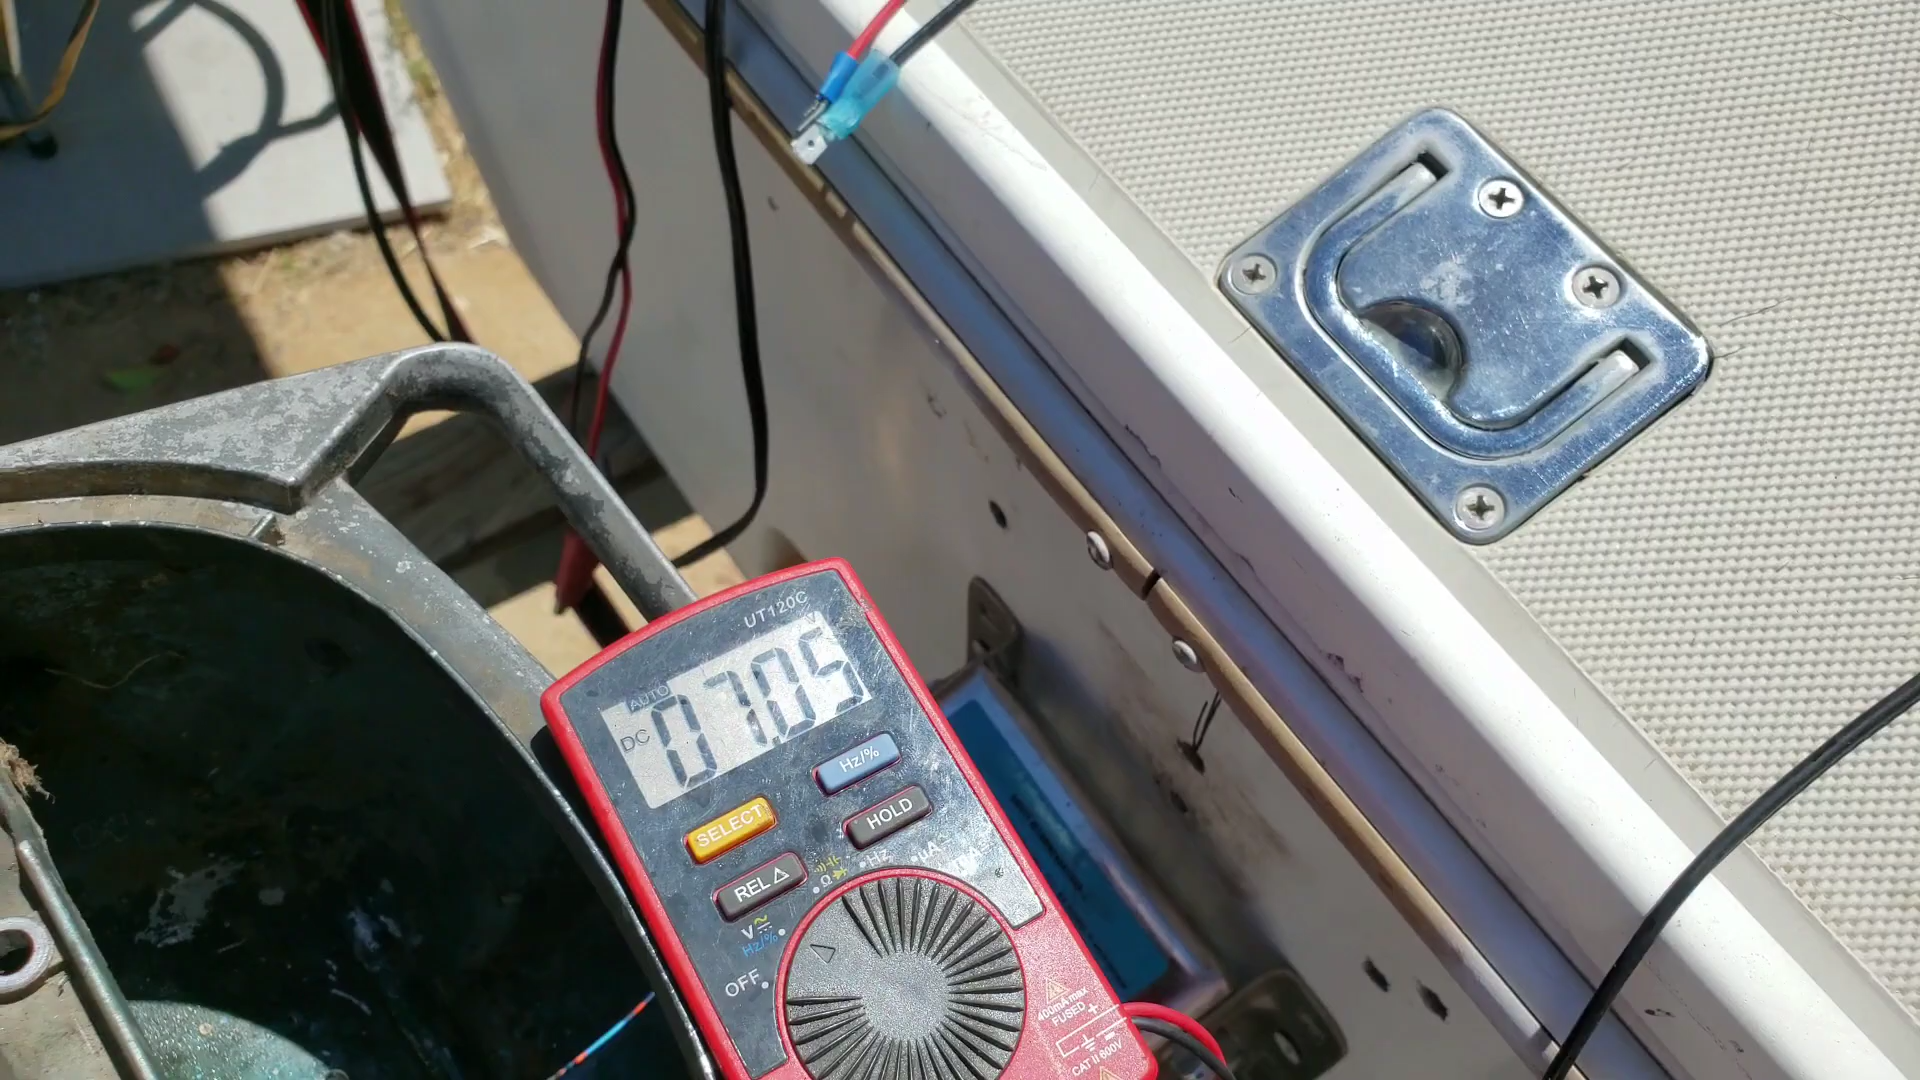 UT120C
AUTO
DC 07.05
V
Hz/%
SELECT
HOLD
REL △
Ω
Hz
µA
V
Hz/%
OFF
400mA max
FUSED
+
CAT II 600V